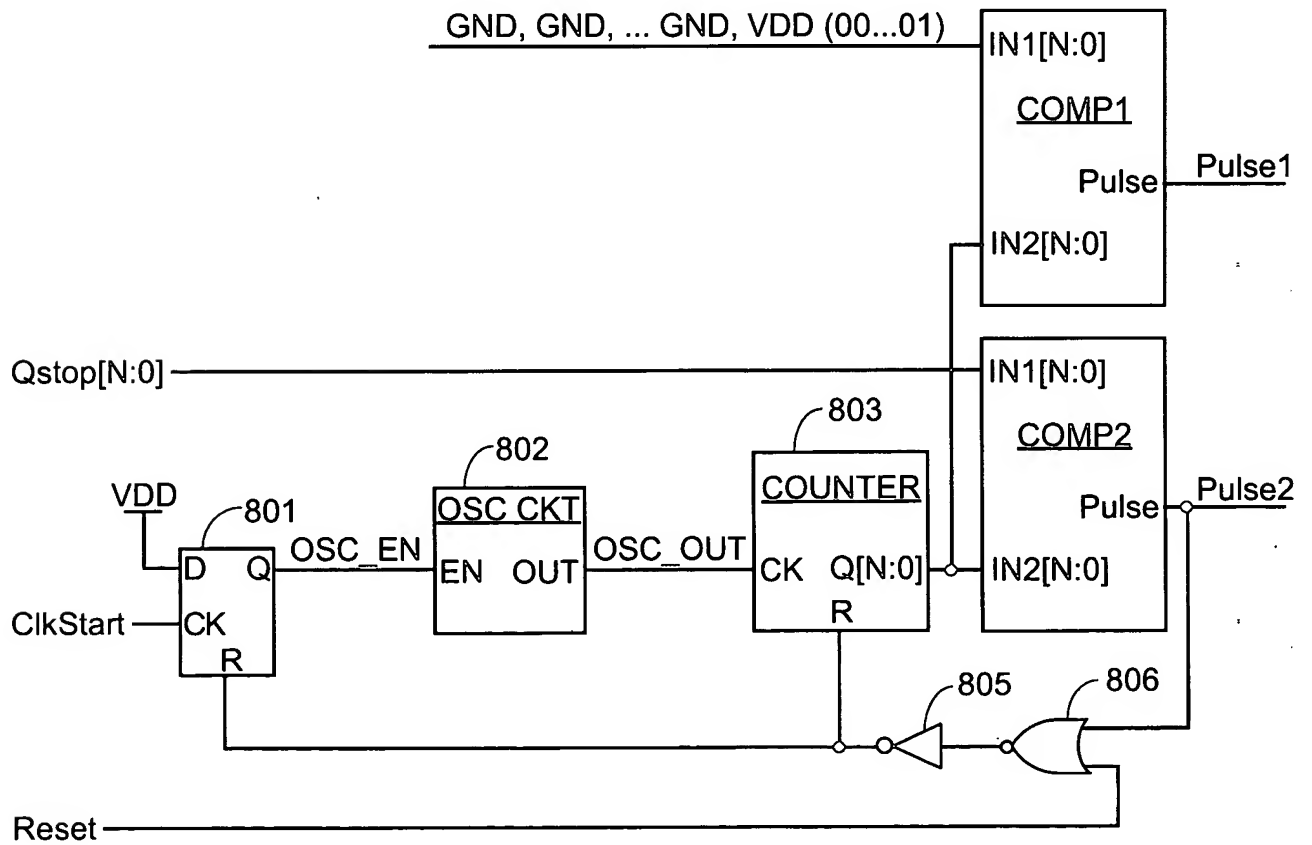 GND, GND, ... GND, VDD (00...01)
IN1[N:0]
COMP1
Pulse
Pulse1
IN2[N:0]
Qstop[N:0]
IN1[N:0]
COMP2
Pulse
Pulse2
IN2[N:0]
803
COUNTER
CK
Q[N:0]
R
802
OSC CKT
EN
OUT
OSC_OUT
VDD
801
D
Q
OSC_EN
ClkStart
CK
R
805
806
Reset